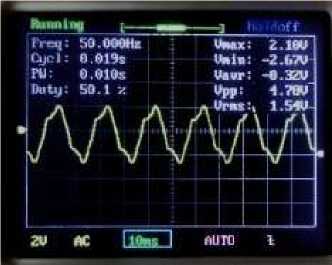 Running Holdoff
Freq: 50.000Hz Vmax: 2.10V
Cycl: 0.019s Vmin: -2.67V
PW: 0.010s Vavr: -0.32V
Duty: 50.1 % Vpp: 4.78V
Vrms: 1.54V
2V AC 10ms AUTO